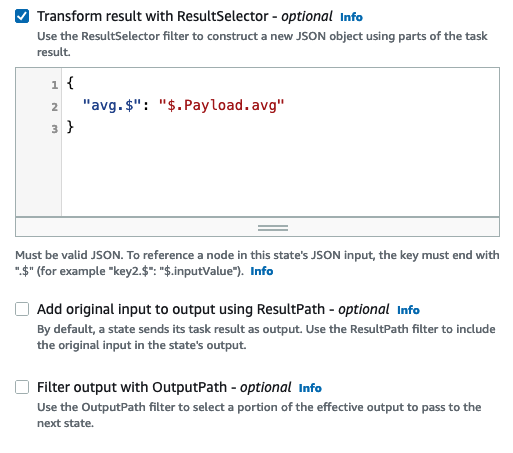 Transform result with ResultSelector - optional Info
Use the ResultSelector filter to construct a new JSON object using parts of the task
result.
1 {
2 "avg.$": "$.Payload.avg"
3 }
Must be valid JSON. To reference a node in this state's JSON input, the key must end with
".$" (for example "key2.$": "$.inputValue"). Info
Add original input to output using ResultPath - optional Info
By default, a state sends its task result as output. Use the ResultPath filter to include
the original input in the state's output.
Filter output with OutputPath - optional Info
Use the OutputPath filter to select a portion of the effective output to pass to the
next state.